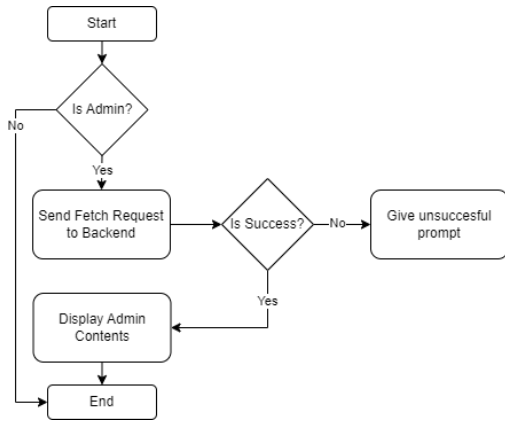 Start
Is Admin?
No
Yes
Send Fetch Request
to Backend
Is Success?
No
Give unsuccesful
prompt
Yes
Display Admin
Contents
End